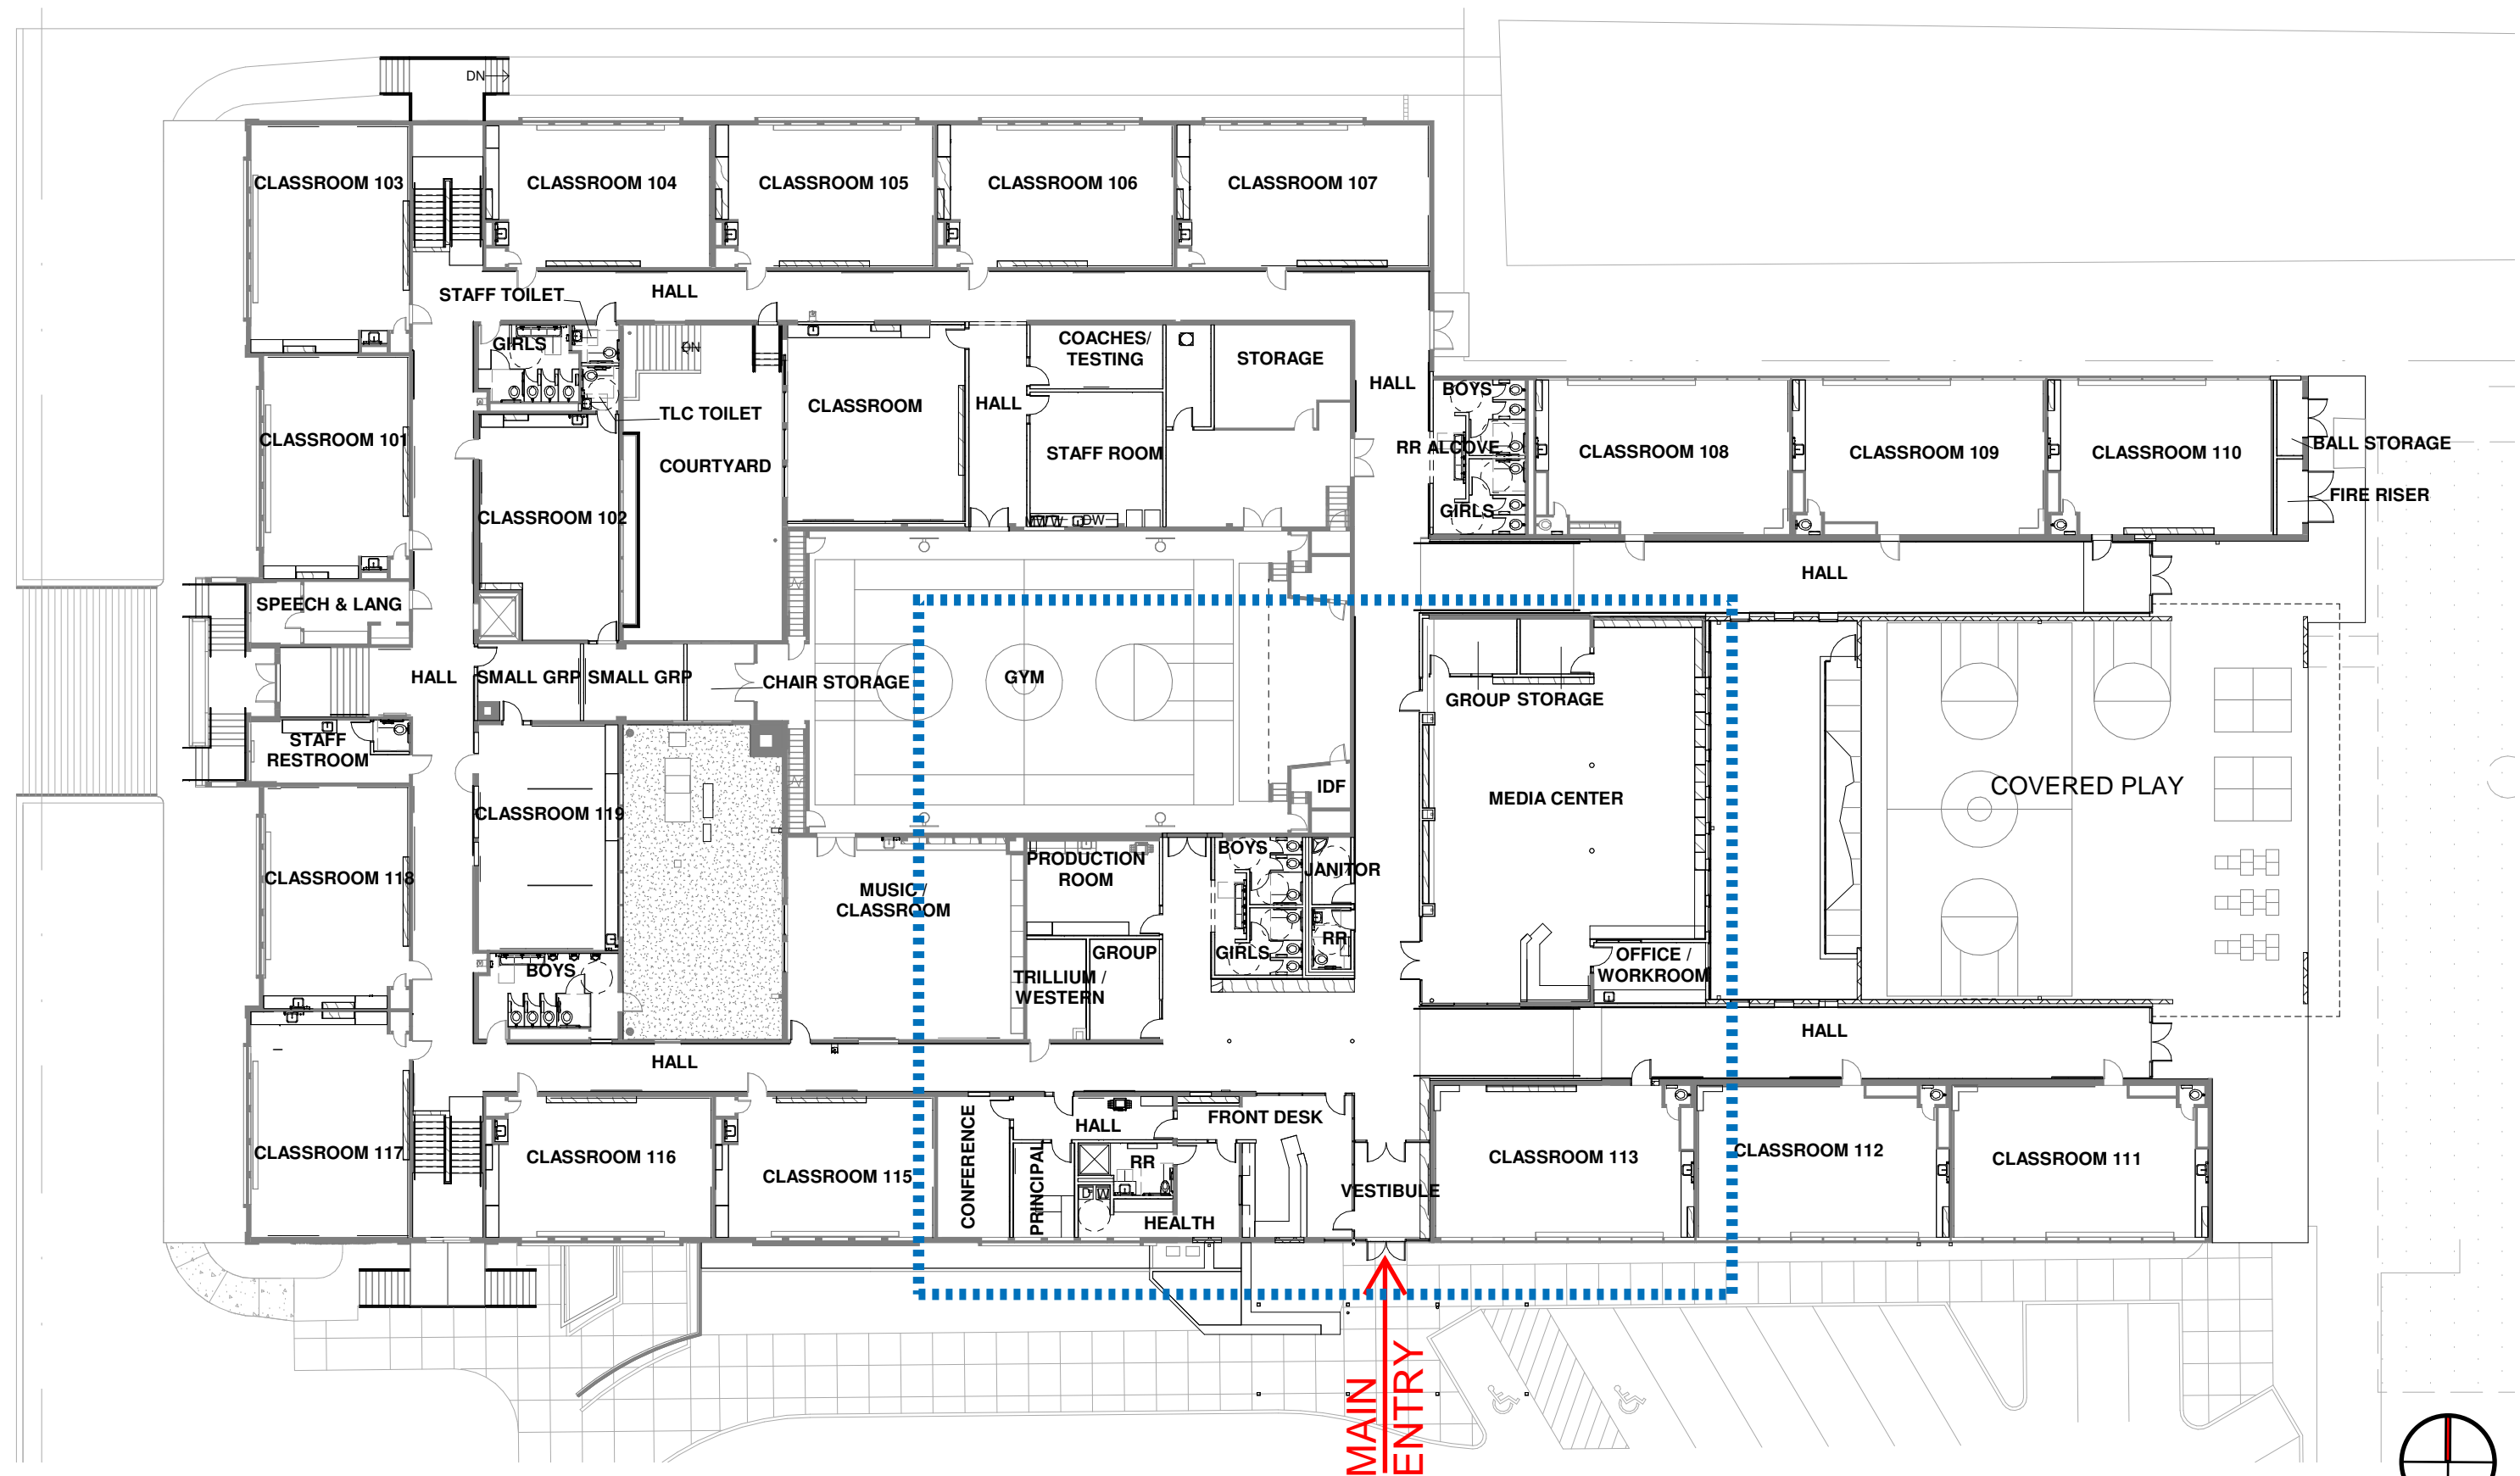 DN
CLASSROOM 103
CLASSROOM 104
CLASSROOM 105
CLASSROOM 106
CLASSROOM 107
STAFF TOILET
HALL
GIRLS
DN
COACHES/
TESTING
STORAGE
HALL
BOYS
TLC TOILET
CLASSROOM
HALL
CLASSROOM 101
COURTYARD
STAFF ROOM
RR ALCOVE
CLASSROOM 108
CLASSROOM 109
CLASSROOM 110
BALL STORAGE
FIRE RISER
CLASSROOM 102
DW
GIRLS
HALL
SPEECH & LANG
HALL
SMALL GRP
SMALL GRP
CHAIR STORAGE
GYM
GROUP
STORAGE
STAFF
RESTROOM
IDF
MEDIA CENTER
COVERED PLAY
CLASSROOM 119
CLASSROOM 118
MUSIC /
CLASSROOM
PRODUCTION
ROOM
BOYS
JANITOR
BOYS
TRILLIUM /
WESTERN
GROUP
GIRLS
RR
OFFICE /
WORKROOM
HALL
HALL
CLASSROOM 117
CLASSROOM 116
CLASSROOM 115
CONFERENCE
PRINCIPAL
HALL
RR
D W
HEALTH
FRONT DESK
VESTIBULE
CLASSROOM 113
CLASSROOM 112
CLASSROOM 111
MAIN
ENTRY